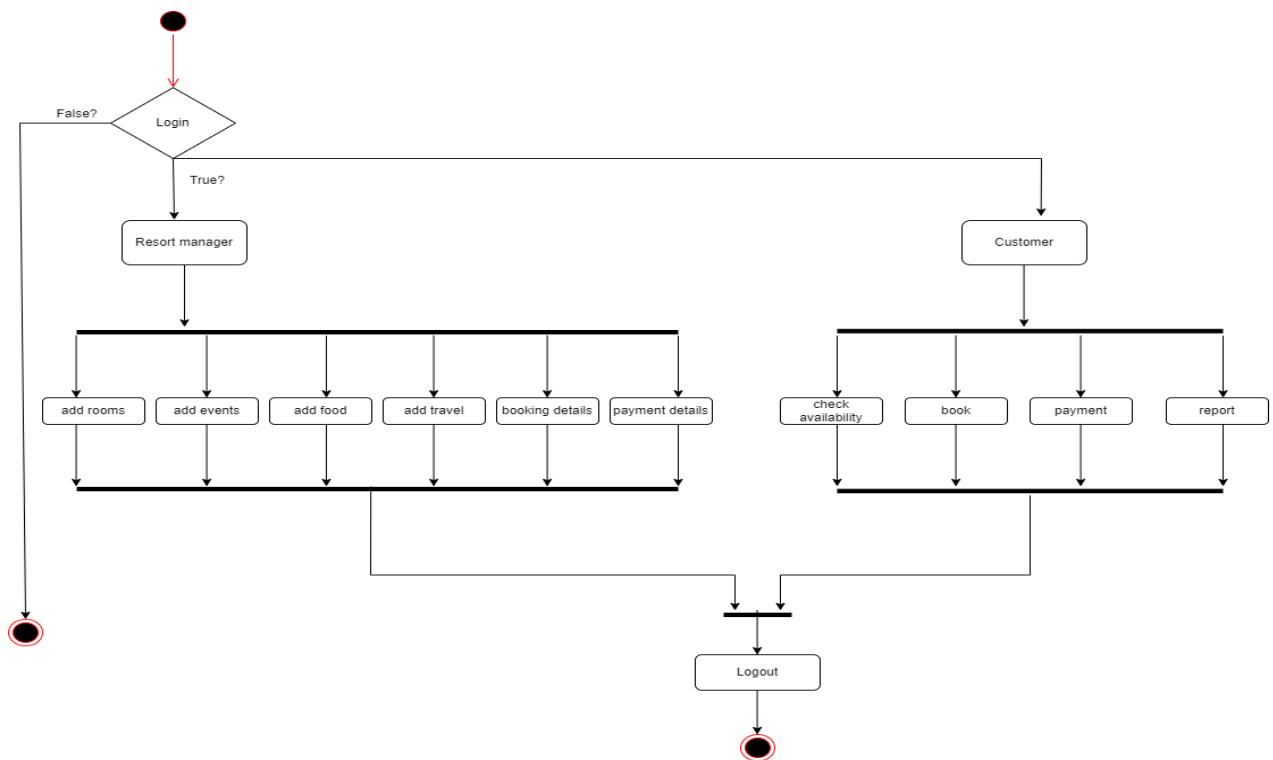 False?
Login
True?
Resort manager
Customer
add rooms
add events
add food
add travel
booking details
payment details
check
availability
book
payment
report
Logout